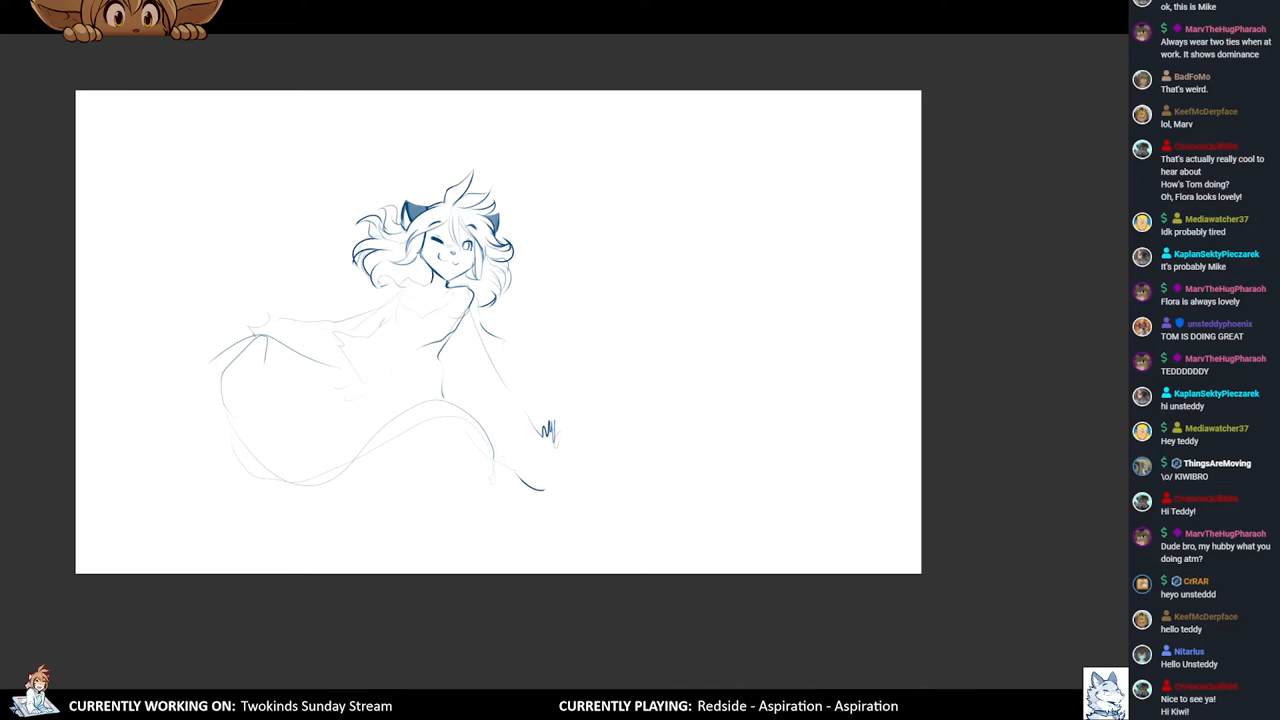 ok, this is Mike
MarvTheHugPharaoh
Always wear two ties when at
work. It shows dominance
BadFoMo
That's weird.
KeefMcDerpface
lol, Marv
That's actually really cool to
hear about
How's Tom doing?
Oh, Flora looks lovely!
Mediawatcher37
Idk probably tired
KaplanSektyPieczarek
It's probably Mike
MarvTheHugPharaoh
Flora is always lovely
unsteddyphoenix
TOM IS DOING GREAT
MarvTheHugPharaoh
TEDDDDDDY
KaplanSektyPieczarek
hi unsteddy
Mediawatcher37
Hey teddy
ThingsAreMoving
\o/ KIWIBRO
Hi Teddy!
MarvTheHugPharaoh
Dude bro, my hubby what you
doing atm?
CrRAR
heyo unsteddd
KeefMcDerpface
hello teddy
Nitarius
Hello Unsteddy
Nice to see ya!
Hi Kiwi!
CURRENTLY WORKING ON: Twokinds Sunday Stream
CURRENTLY PLAYING: Redside - Aspiration - Aspiration